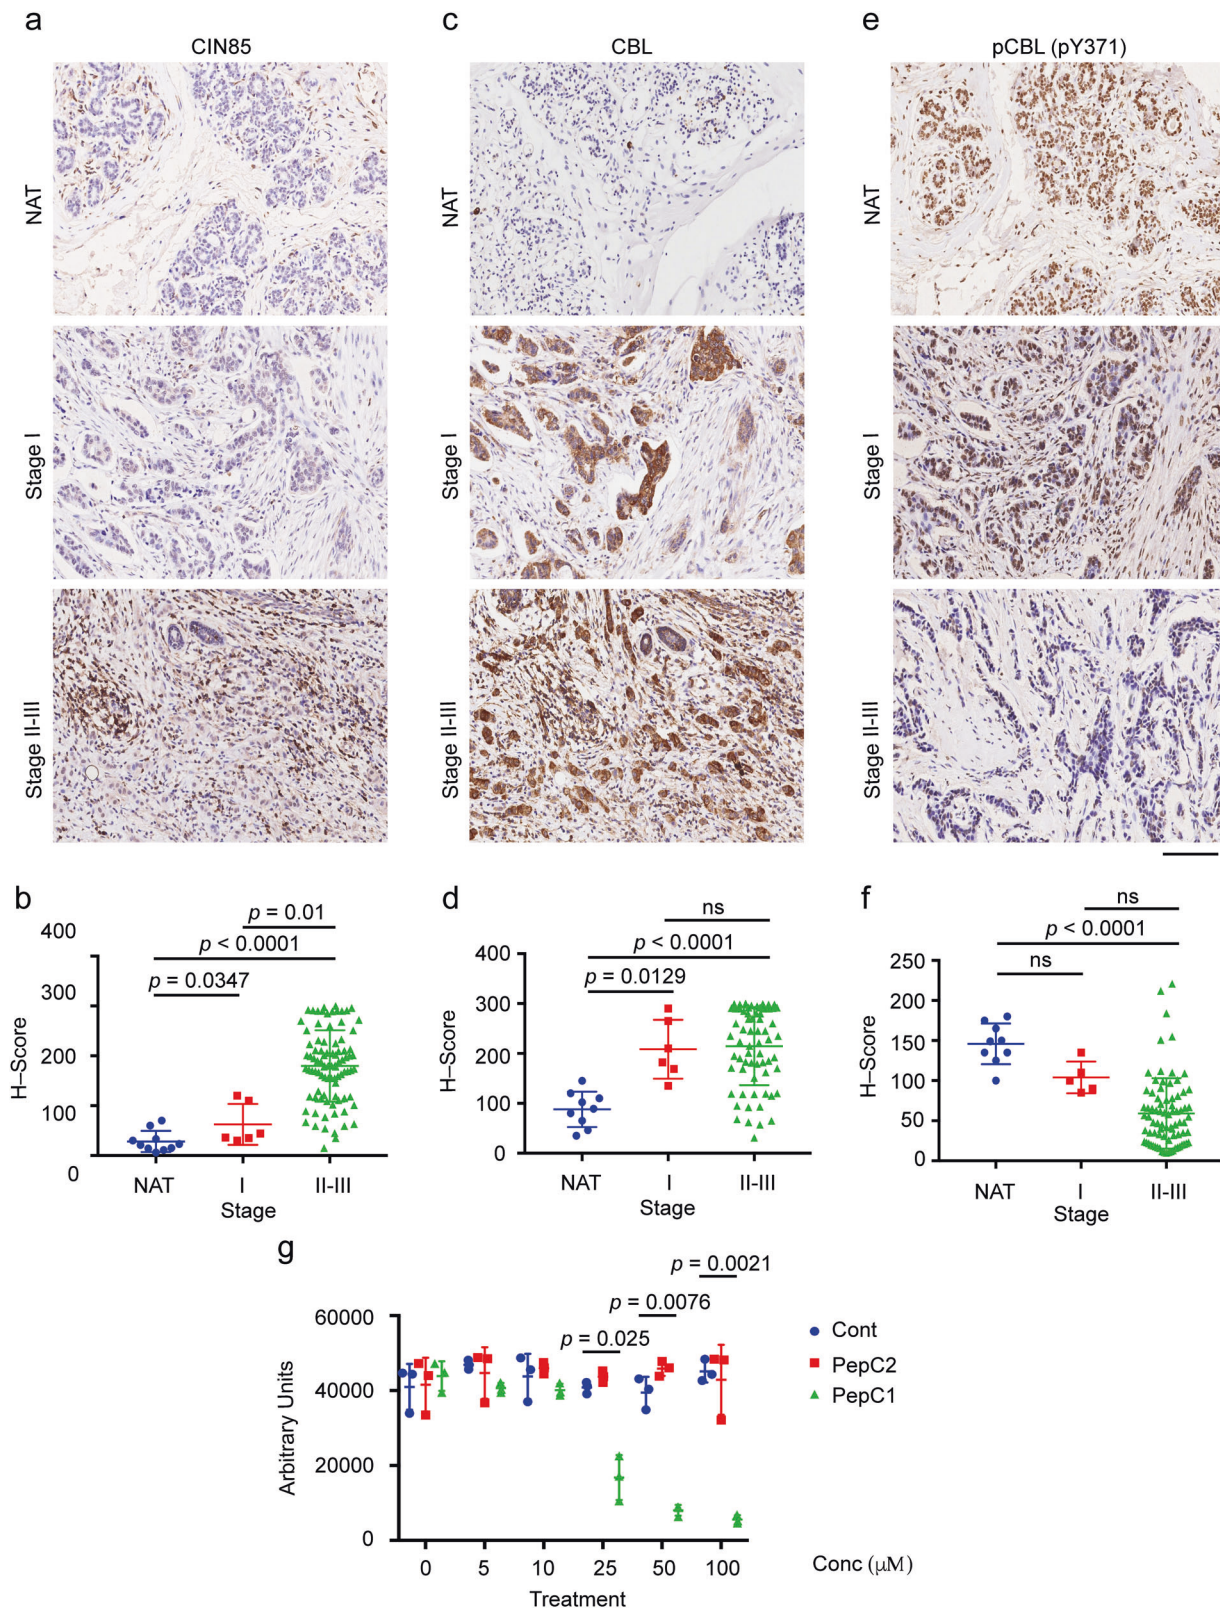 a
c
e
CIN85
CBL
pCBL (pY371)
NAT
NAT
NAT
Stage I
Stage I
Stage I
Stage II-III
Stage II-III
Stage II-III
b
p = 0.01
p < 0.0001
p = 0.0347
400
300
200
100
0
H–Score
NAT
I
II-III
Stage
d
ns
p < 0.0001
p = 0.0129
400
300
200
100
0
H–Score
NAT
I
II-III
Stage
f
ns
p < 0.0001
ns
250
200
150
100
50
0
H–Score
NAT
I
II-III
Stage
g
p = 0.0021
p = 0.0076
p = 0.025
60000
40000
20000
0
Arbitrary Units
0
5
10
25
50
100
Conc (µM)
Treatment
Cont
PepC2
PepC1